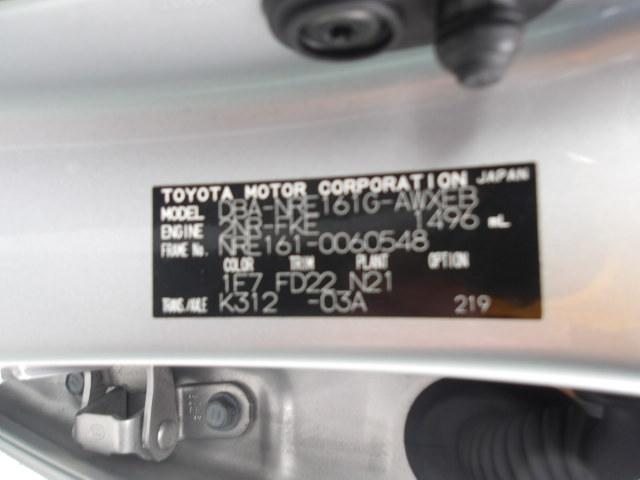 TOYOTA MOTOR CORPORATION JAPAN
MODEL DBA-NRE161G-AWXEB
ENGINE 2NR-FKE 1496 mL
FRAME No. NRE161-0060548
COLOR TRIM PLANT OPTION
1F7 FD22 N21
TRANS/AXLE K312 -03A 219